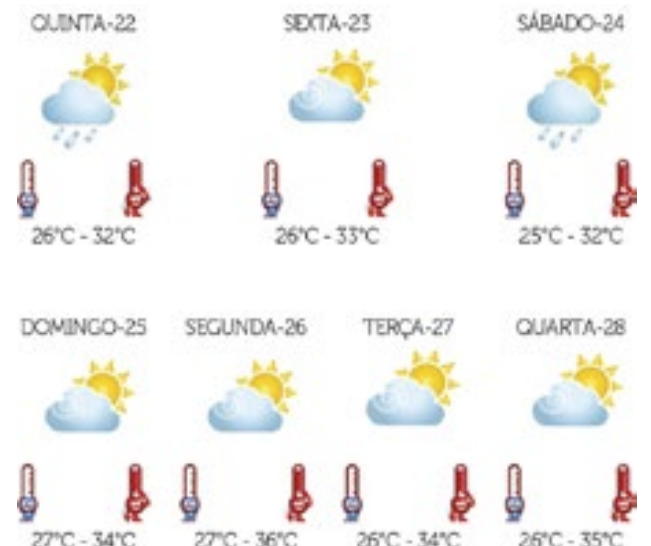 QUINTA-22
SEXTA-23
SÁBADO-24
26°C - 32°C
26°C - 33°C
25°C - 32°C
DOMINGO-25
SEGUNDA-26
TERÇA-27
QUARTA-28
27°C - 34°C
27°C - 36°C
26°C - 34°C
26°C - 35°C